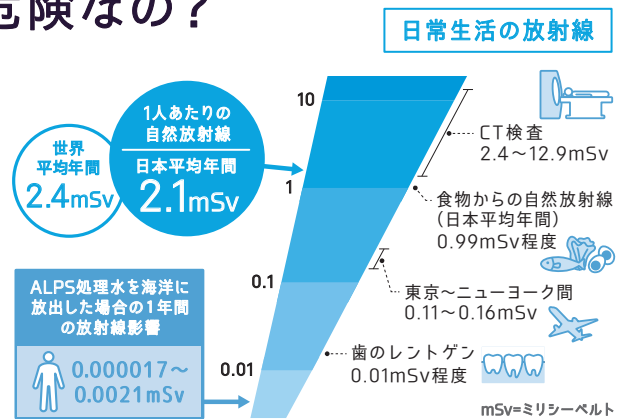 危険なの？
日常生活の放射線
1人あたりの
自然放射線
日本平均年間
2.1mSv
世界
平均年間
2.4mSv
10
1
0.1
0.01
CT検査
2.4〜12.9mSv
食物からの自然放射線
(日本平均年間)
0.99mSv程度
東京〜ニューヨーク間
0.11〜0.16mSv
歯のレントゲン
0.01mSv程度
ALPS処理水を海洋に
放出した場合の1年間
の放射線影響
0.000017〜
0.0021mSv
mSv=ミリシーベルト